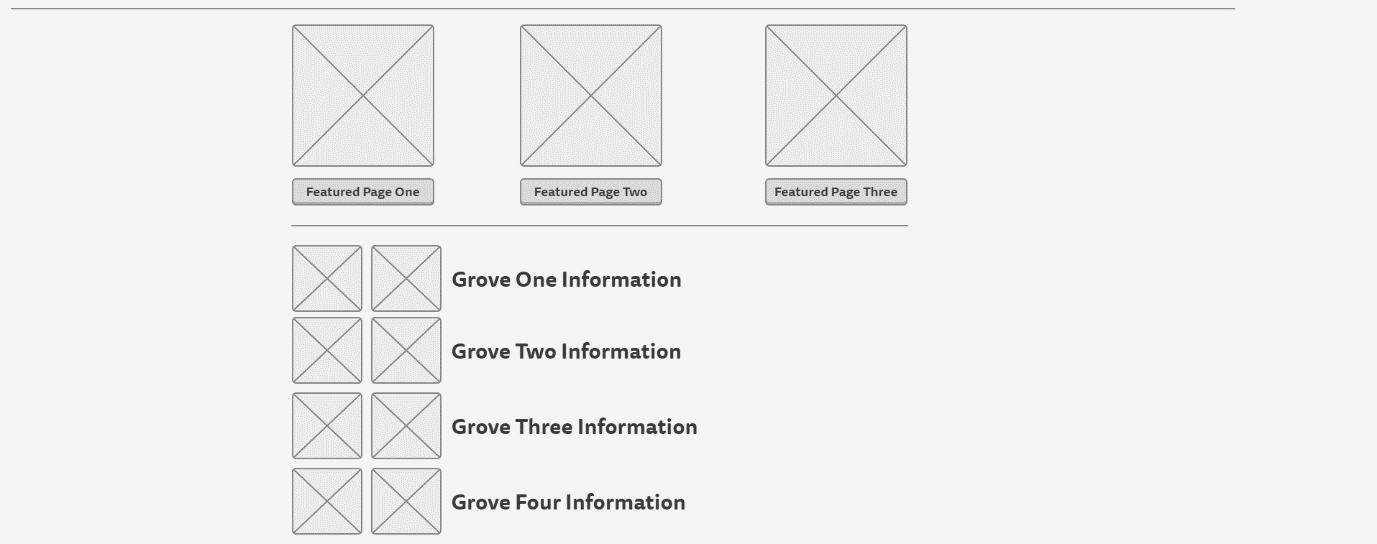 Featured Page One
Featured Page Two
Featured Page Three
Grove One Information
Grove Two Information
Grove Three Information
Grove Four Information